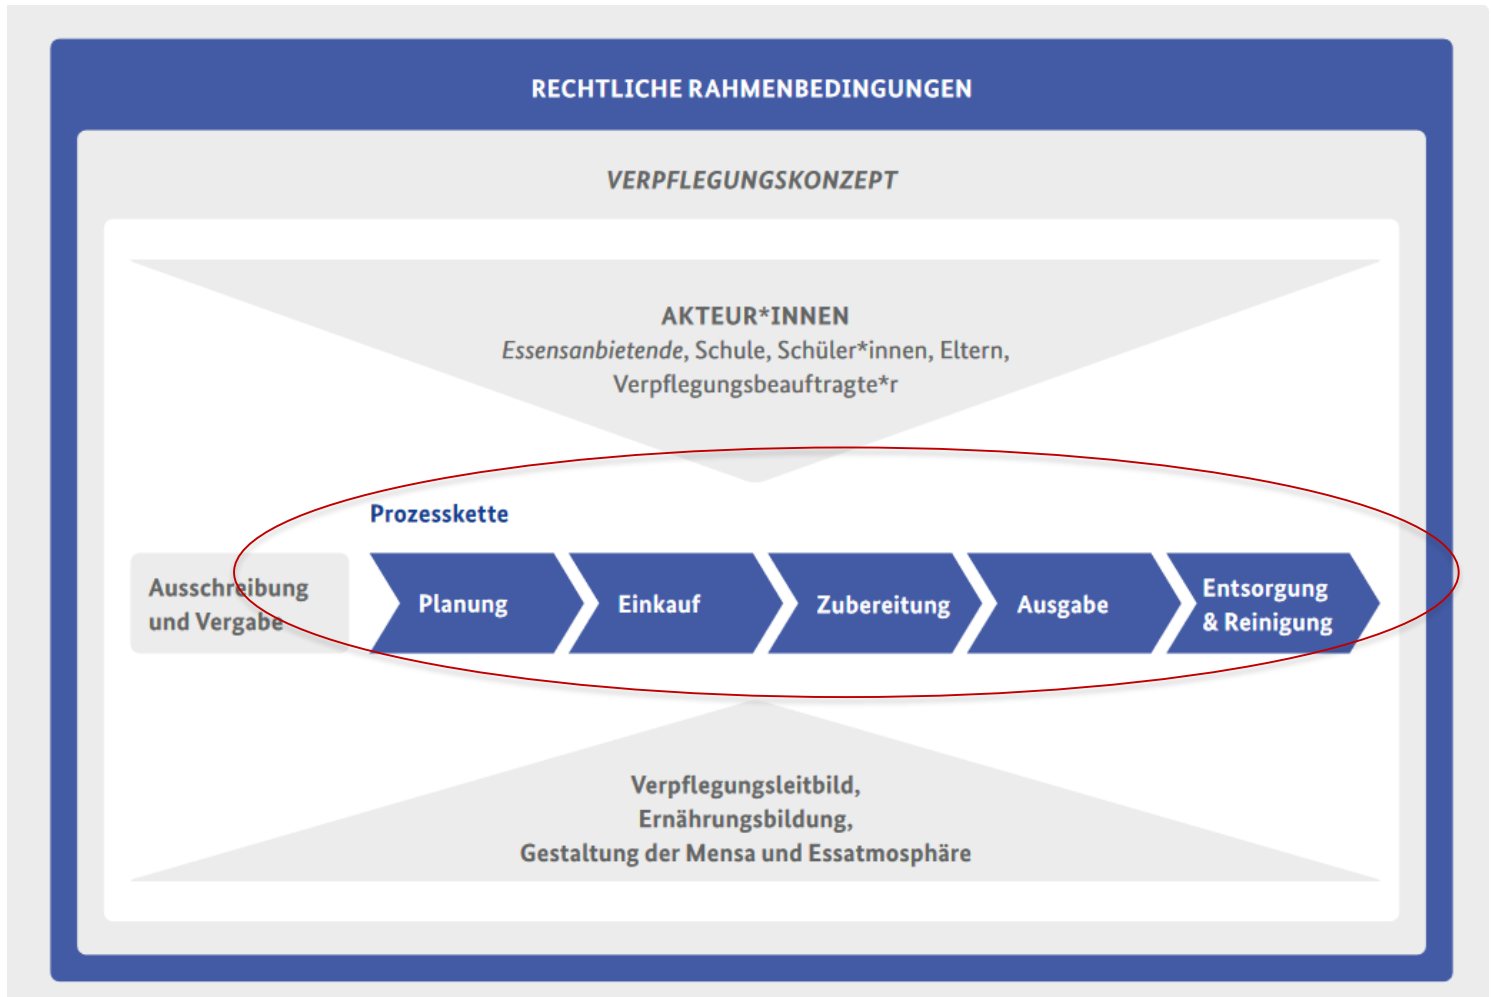 RECHTLICHE RAHMENBEDINGUNGEN
VERPFLEGUNGSKONZEPT
AKTEUR*INNEN
Essensanbietende, Schule, Schüler*innen, Eltern,
Verpflegungsbeauftragte*r
Prozesskette
Ausschreibung
und Vergabe
Planung
Einkauf
Zubereitung
Ausgabe
Entsorgung
& Reinigung
Verpflegungsleitbild,
Ernährungsbildung,
Gestaltung der Mensa und Essatmosphäre